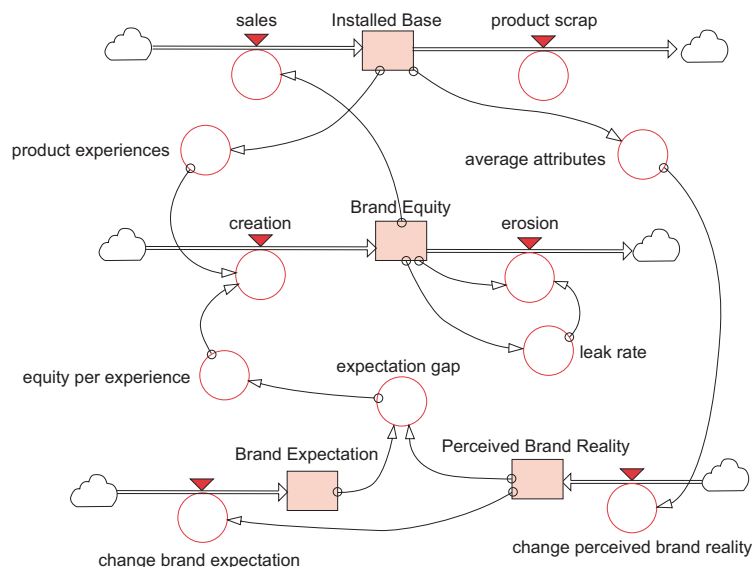 sales
Installed Base
product scrap
product experiences
average attributes
Brand Equity
creation
erosion
leak rate
equity per experience
expectation gap
Brand Expectation
Perceived Brand Reality
change brand expectation
change perceived brand reality